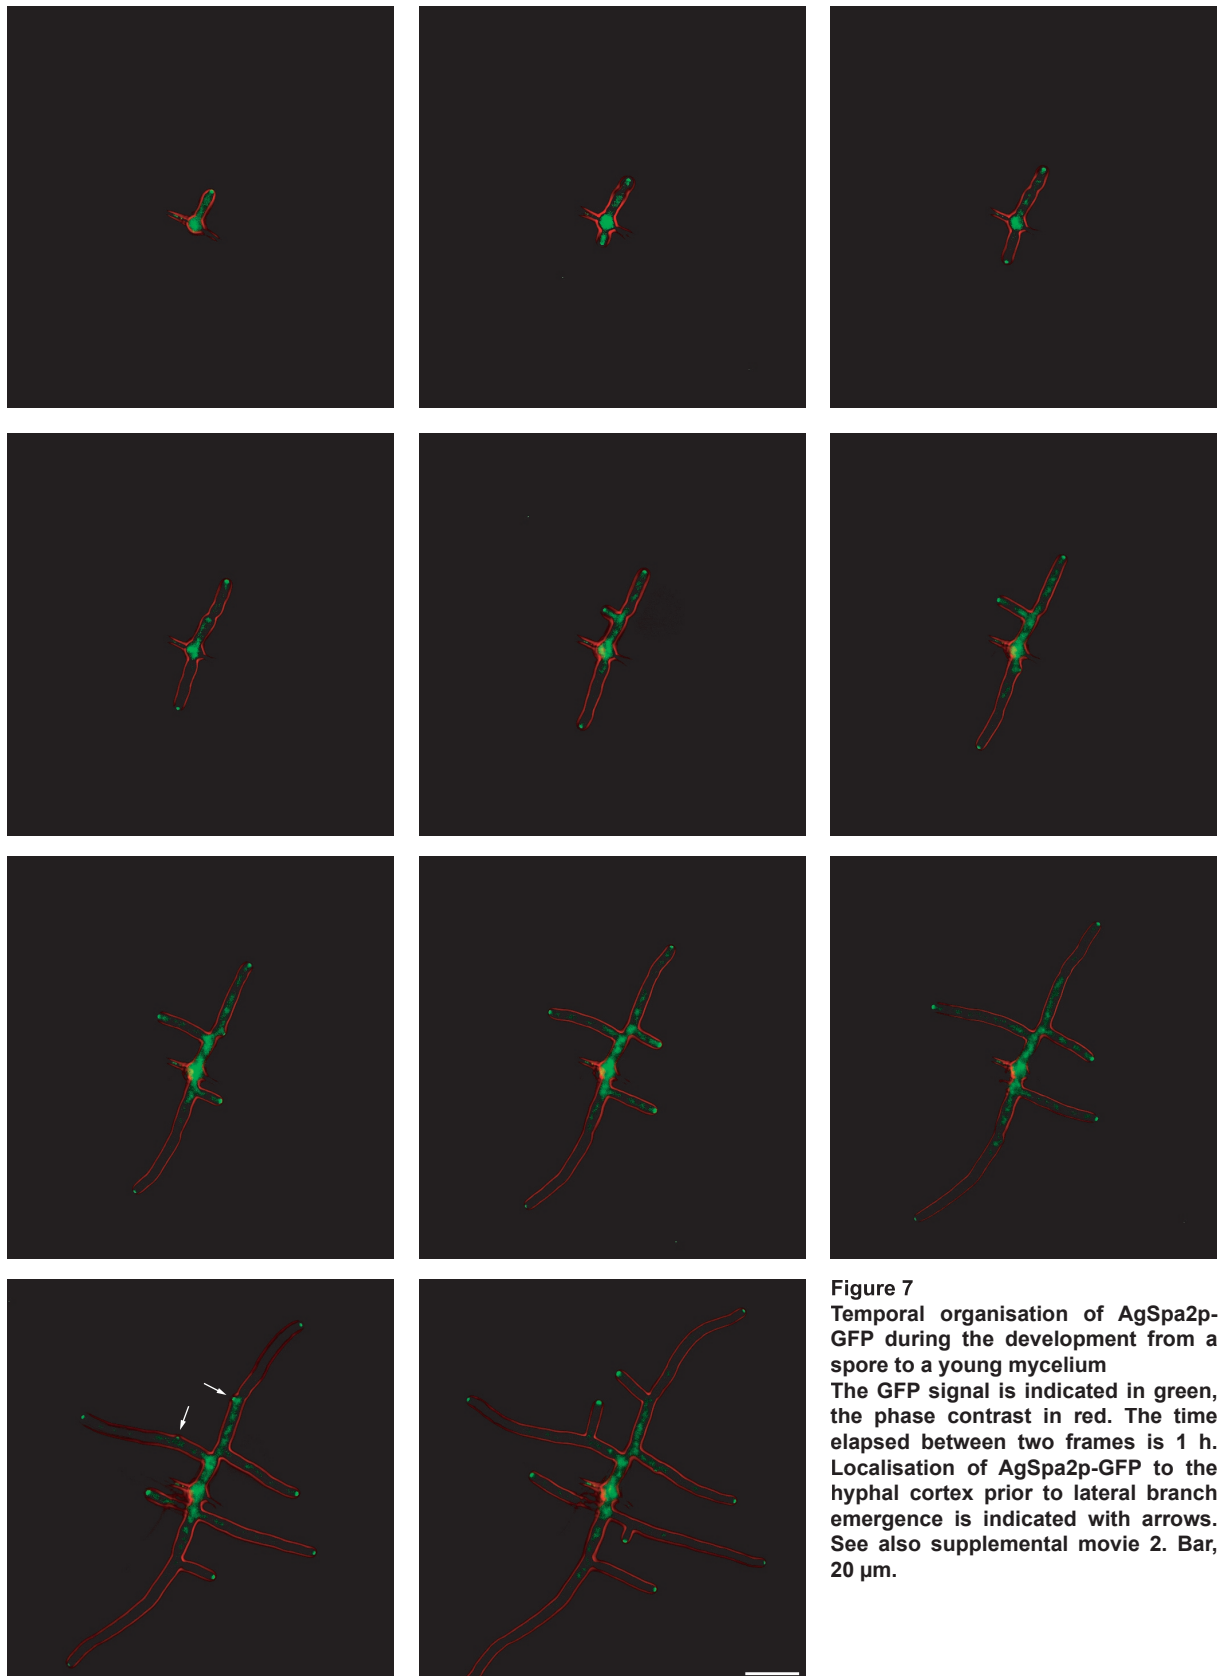 Figure 7
Temporal organisation of AgSpa2p-
GFP during the development from a
spore to a young mycelium
The GFP signal is indicated in green,
the phase contrast in red. The time
elapsed between two frames is 1 h.
Localisation of AgSpa2p-GFP to the
hyphal cortex prior to lateral branch
emergence is indicated with arrows.
See also supplemental movie 2. Bar,
20 µm.